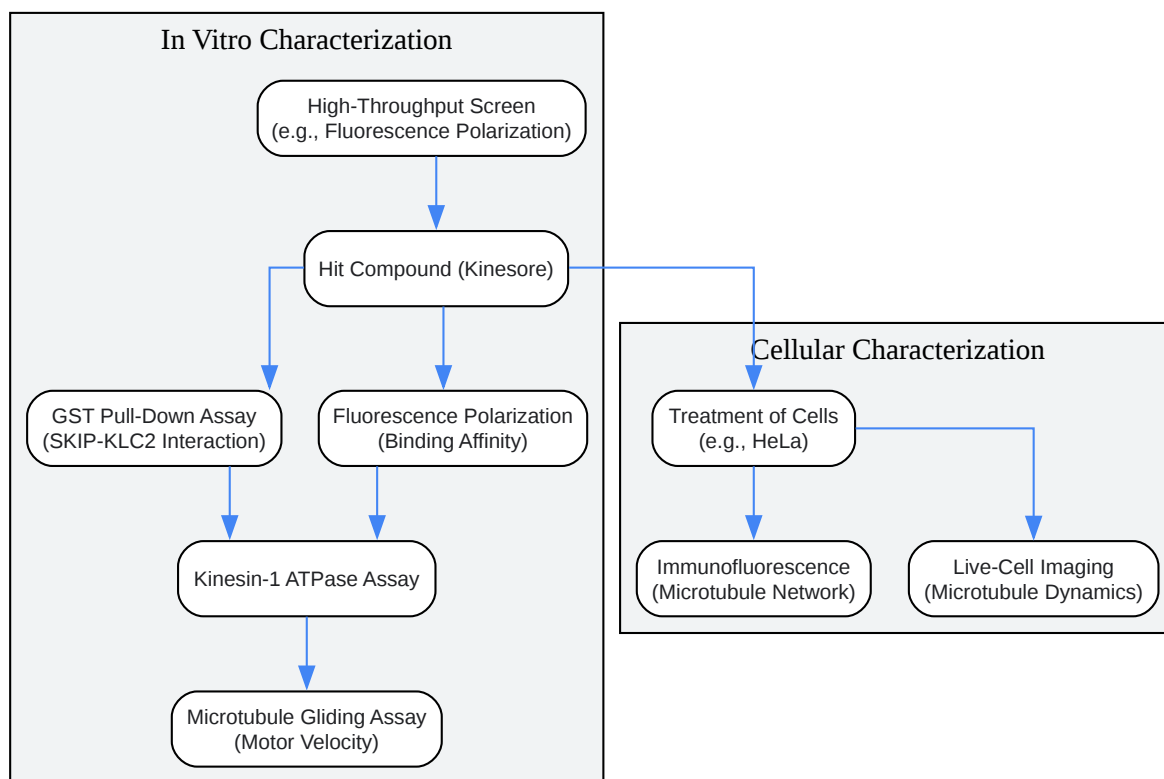 In Vitro Characterization
High-Throughput Screen
(e.g., Fluorescence Polarization)
Hit Compound (Kinesore)
GST Pull-Down Assay
(SKIP-KLC2 Interaction)
Fluorescence Polarization
(Binding Affinity)
Kinesin-1 ATPase Assay
Microtubule Gliding Assay
(Motor Velocity)
Cellular Characterization
Treatment of Cells
(e.g., HeLa)
Immunofluorescence
(Microtubule Network)
Live-Cell Imaging
(Microtubule Dynamics)